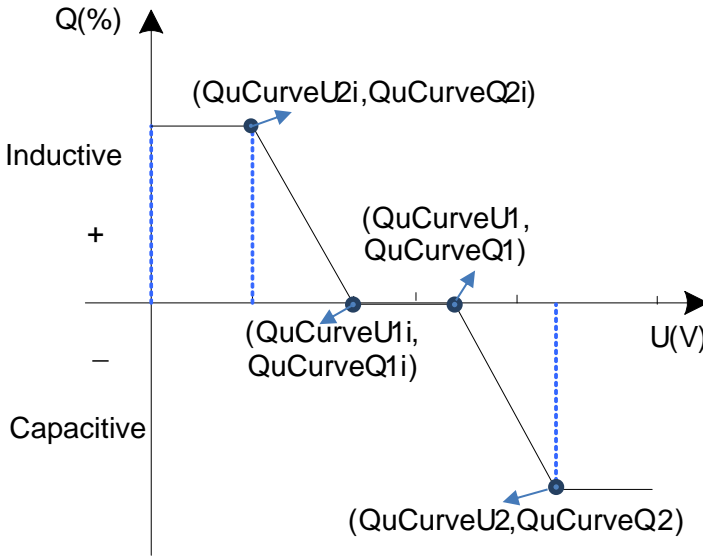 Q(%)
(QuCurveU2i,QuCurveQ2i)
Inductive
(QuCurveU1,
QuCurveQ1)
+
(QuCurveU1i,
QuCurveQ1i)
U(V)
–
Capacitive
(QuCurveU2,QuCurveQ2)